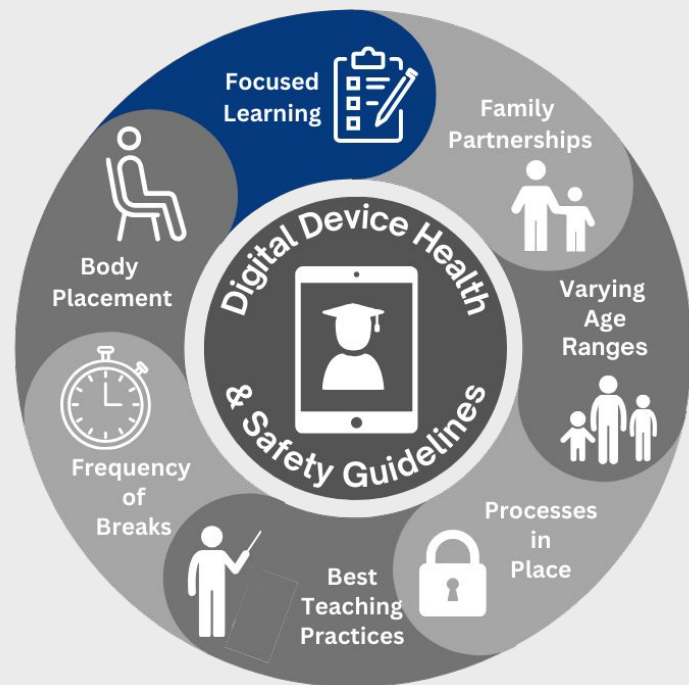 Focused
Learning
Family
Partnerships
Varying
Age
Ranges
Processes
in
Place
Best
Teaching
Practices
Frequency
of
Breaks
Body
Placement
Digital Device Health
& Safety Guidelines